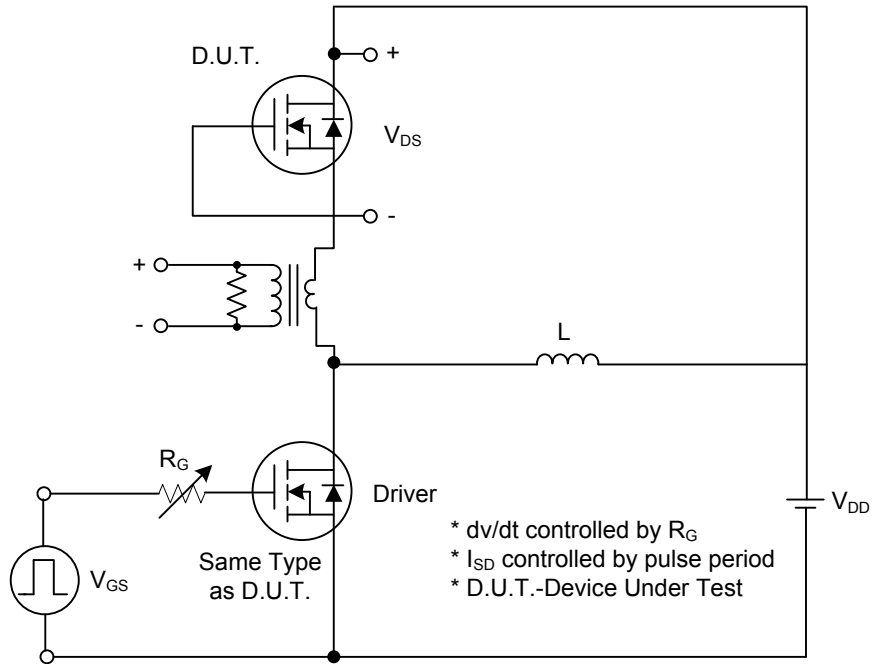 D.U.T.
+
V_DS
-
+
-
L
R_G
Driver
V_DD
V_GS
Same Type
as D.U.T.
* dv/dt controlled by R_G
* I_SD controlled by pulse period
* D.U.T.-Device Under Test